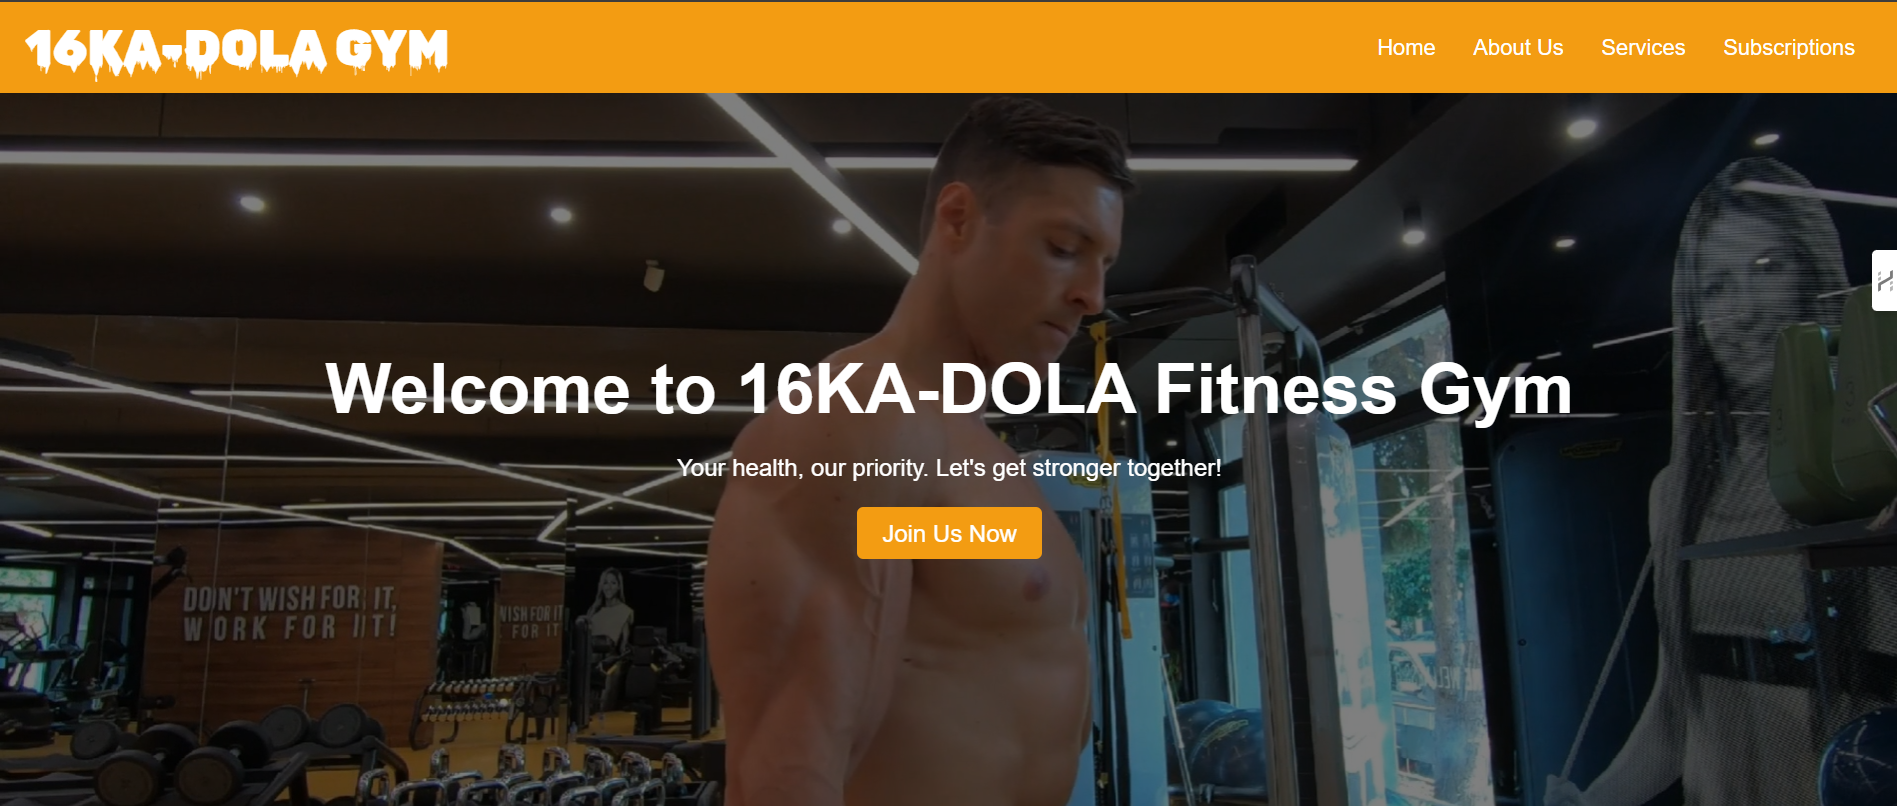 16KA-DOLA GYM
Home About Us Services Subscriptions
Welcome to 16KA-DOLA Fitness Gym
Your health, our priority. Let's get stronger together!
Join Us Now
DON'T WISH FOR IT,
WORK FOR IT!
WISH FOR IT
FOR IT